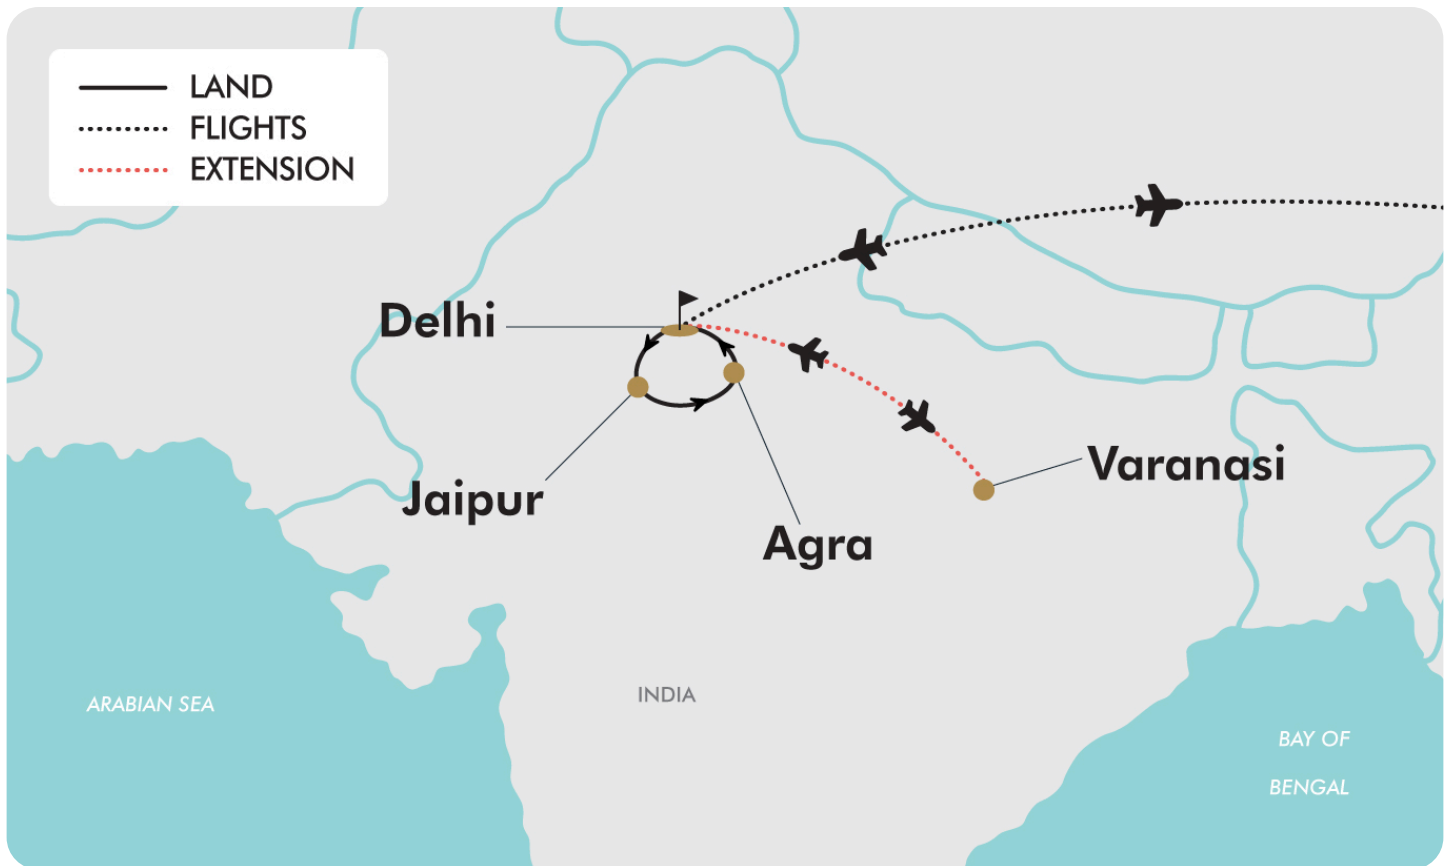 LAND
FLIGHTS
EXTENSION
Delhi
Varanasi
Jaipur
Agra
INDIA
ARABIAN SEA
BAY OF
BENGAL